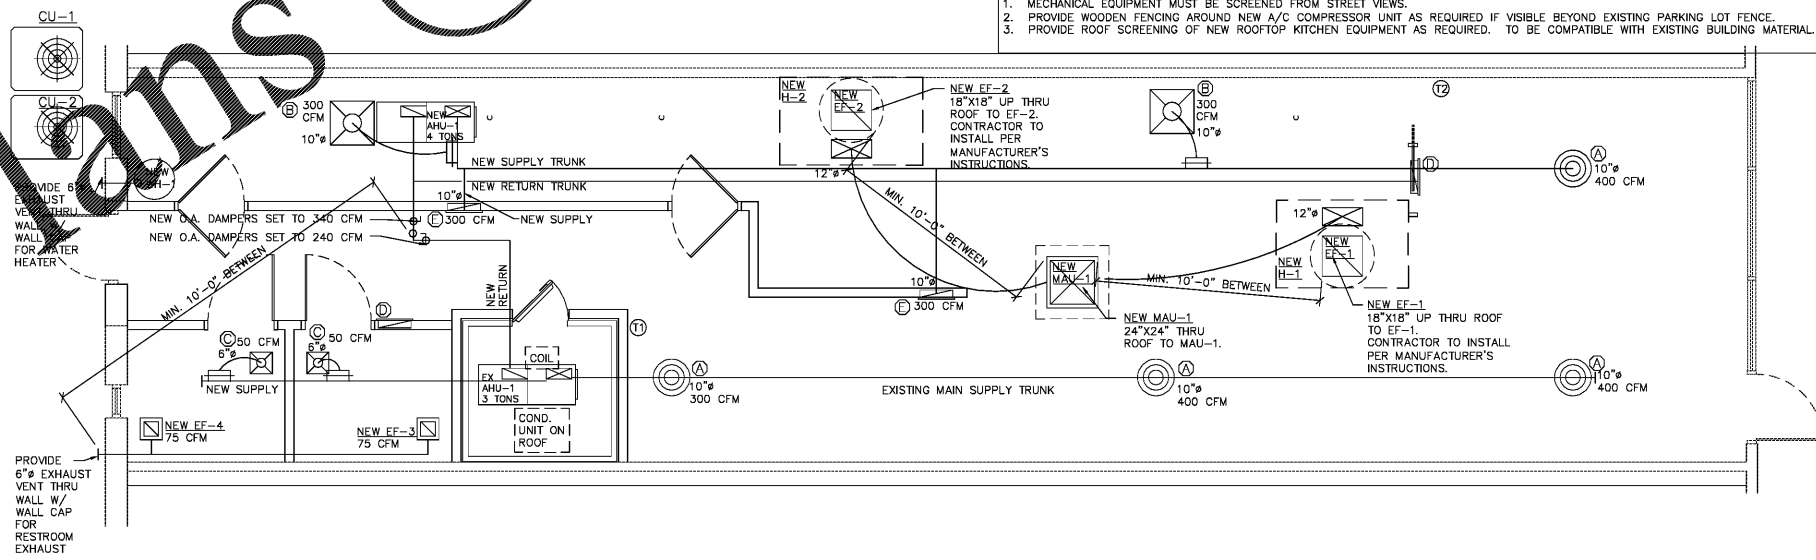 1. MECHANICAL EQUIPMENT MUST BE SCREENED FROM STREET VIEWS.
2. PROVIDE WOODEN FENCING AROUND NEW A/C COMPRESSOR UNIT AS REQUIRED IF VISIBLE BEYOND EXISTING PARKING LOT FENCE.
3. PROVIDE ROOF SCREENING OF NEW ROOFTOP KITCHEN EQUIPMENT AS REQUIRED. TO BE COMPATIBLE WITH EXISTING BUILDING MATERIAL.
CU-1
CU-2
lans
B
300
CFM
10"ø
NEW
AHU-1
4 TONS
NEW
H-2
NEW
EF-2
NEW EF-2
18"X18" UP THRU
ROOF TO EF-2.
CONTRACTOR TO
INSTALL PER
MANUFACTURER'S
INSTRUCTIONS.
12"ø
B
300
CFM
10"ø
T2
D
A
10"ø
400 CFM
NEW SUPPLY TRUNK
NEW RETURN TRUNK
10"ø
E 300 CFM
NEW SUPPLY
NEW O.A. DAMPERS SET TO 340 CFM
NEW O.A. DAMPERS SET TO 240 CFM
NEW
PROVIDE 6"ø
EXHAUST
VENT THRU
WALL W/
WALL CAP
FOR WATER
HEATER
MIN. 10'-0" BETWEEN
NEW
RETURN
MIN. 10'-0" BETWEEN
10"ø
E 300 CFM
NEW
MAU-1
MIN. 10'-0" BETWEEN
12"ø
NEW
EF-1
NEW
H-1
NEW MAU-1
24"X24" THRU
ROOF TO MAU-1.
NEW EF-1
18"X18" UP THRU ROOF
TO EF-1.
CONTRACTOR TO INSTALL
PER MANUFACTURER'S
INSTRUCTIONS.
D
C 50 CFM
6"ø
C 50 CFM
6"ø
T1
NEW SUPPLY
COIL
EX
AHU-1
3 TONS
COND.
UNIT ON
ROOF
A
10"ø
300 CFM
EXISTING MAIN SUPPLY TRUNK
A
10"ø
400 CFM
A
10"ø
400 CFM
NEW EF-4
75 CFM
NEW EF-3
75 CFM
PROVIDE
6"ø EXHAUST
VENT THRU
WALL W/
WALL CAP
FOR
RESTROOM
EXHAUST